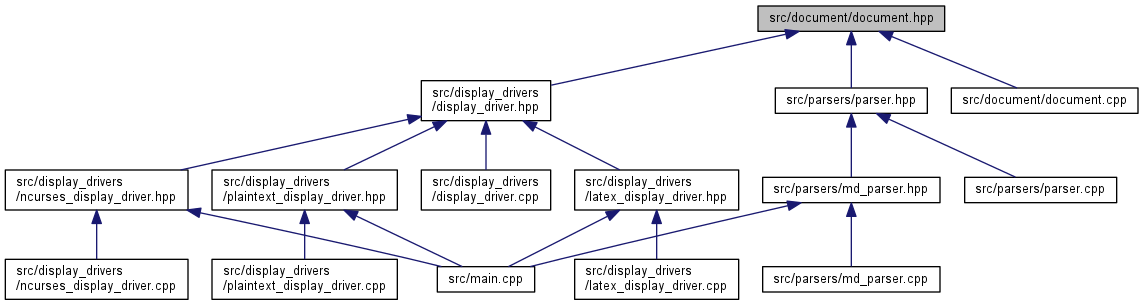 src/document/document.hpp
src/display_drivers
/display_driver.hpp
src/parsers/parser.hpp
src/document/document.cpp
src/display_drivers
/ncurses_display_driver.hpp
src/display_drivers
/plaintext_display_driver.hpp
src/display_drivers
/display_driver.cpp
src/display_drivers
/latex_display_driver.hpp
src/parsers/md_parser.hpp
src/parsers/parser.cpp
src/display_drivers
/ncurses_display_driver.cpp
src/display_drivers
/plaintext_display_driver.cpp
src/main.cpp
src/display_drivers
/latex_display_driver.cpp
src/parsers/md_parser.cpp